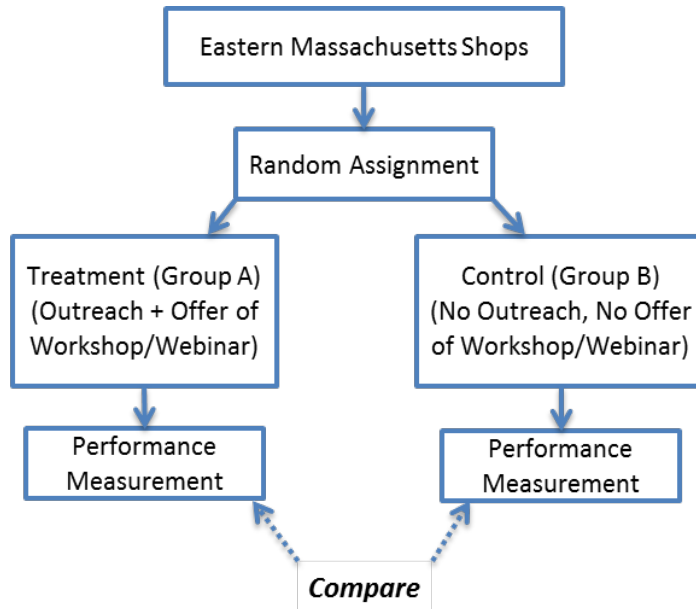 Eastern Massachusetts Shops
Random Assignment
Treatment (Group A)
(Outreach + Offer of
Workshop/Webinar)
Control (Group B)
(No Outreach, No Offer
of Workshop/Webinar)
Performance
Measurement
Performance
Measurement
Compare